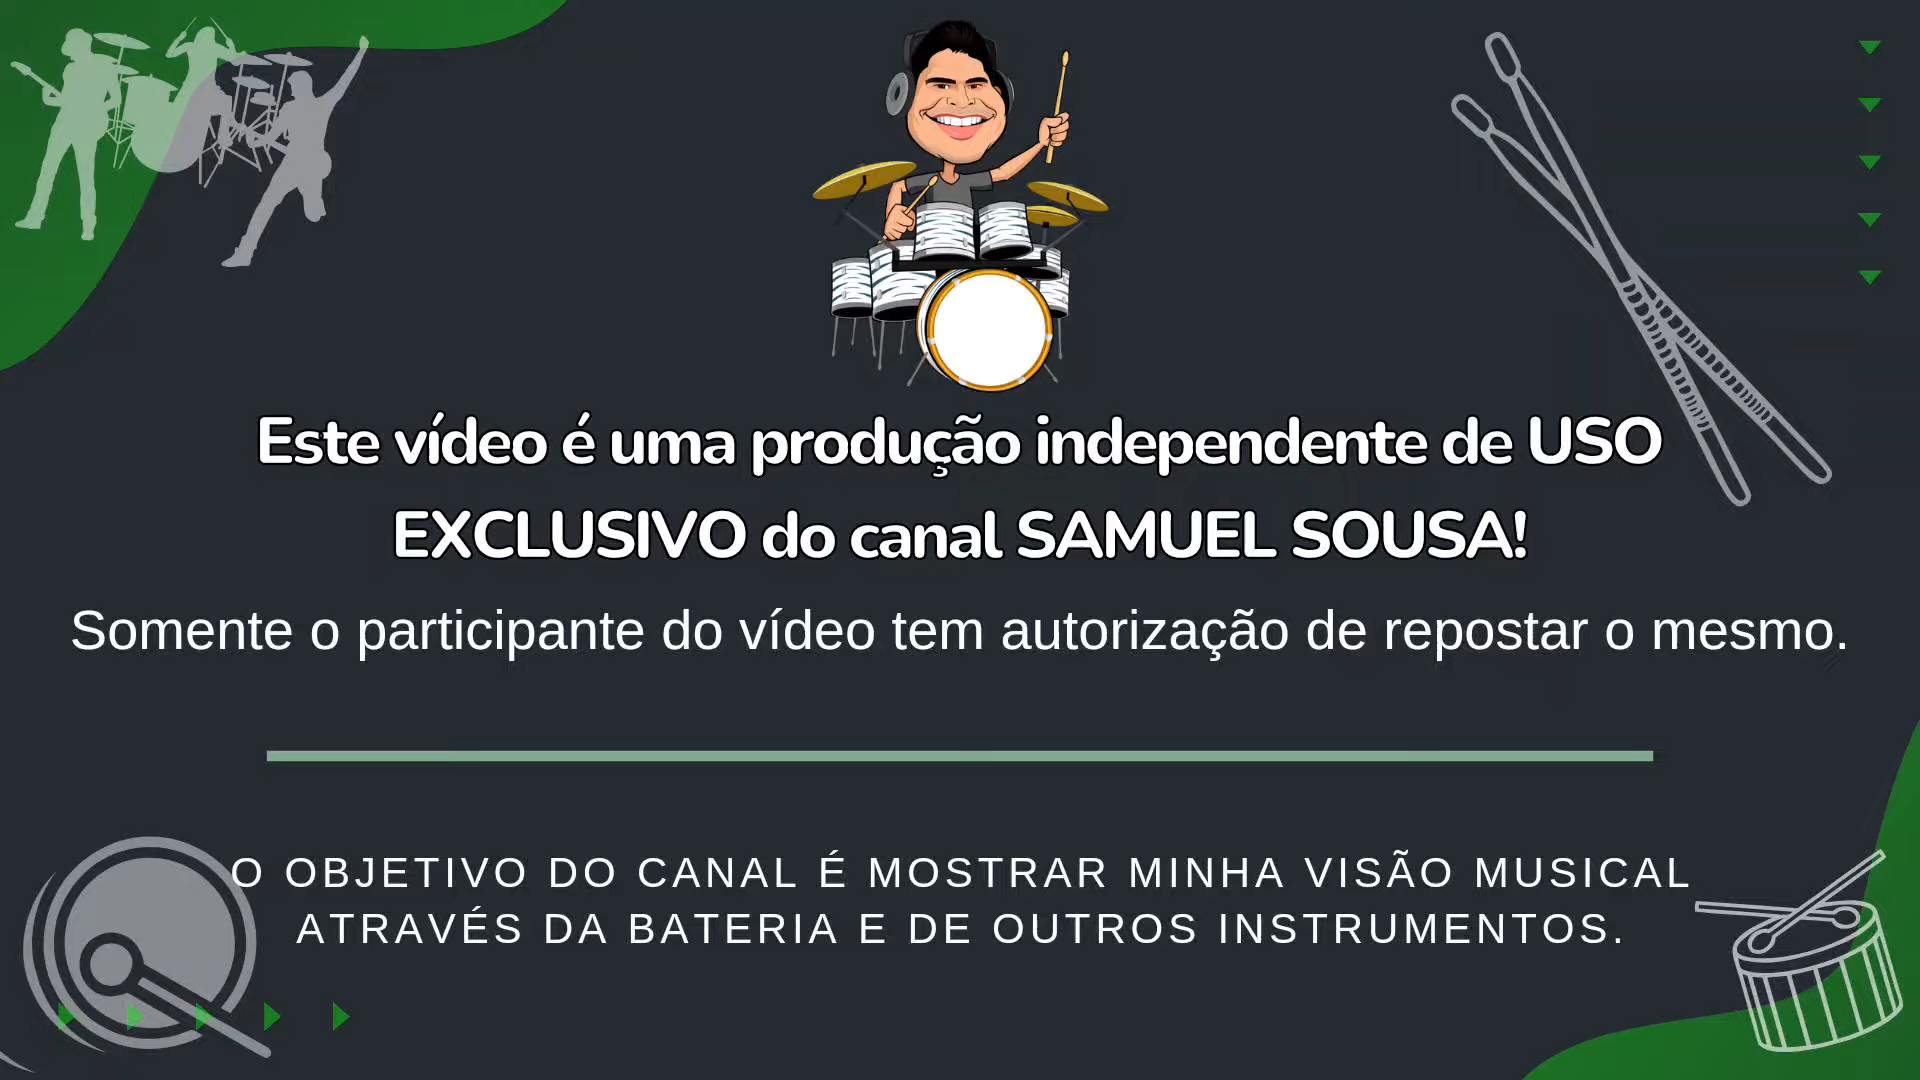 Este vídeo é uma produção independente de USO
EXCLUSIVO do canal SAMUEL SOUSA!
Somente o participante do vídeo tem autorização de repostar o mesmo.
O OBJETIVO DO CANAL É MOSTRAR MINHA VISÃO MUSICAL
ATRAVÉS DA BATERIA E DE OUTROS INSTRUMENTOS.